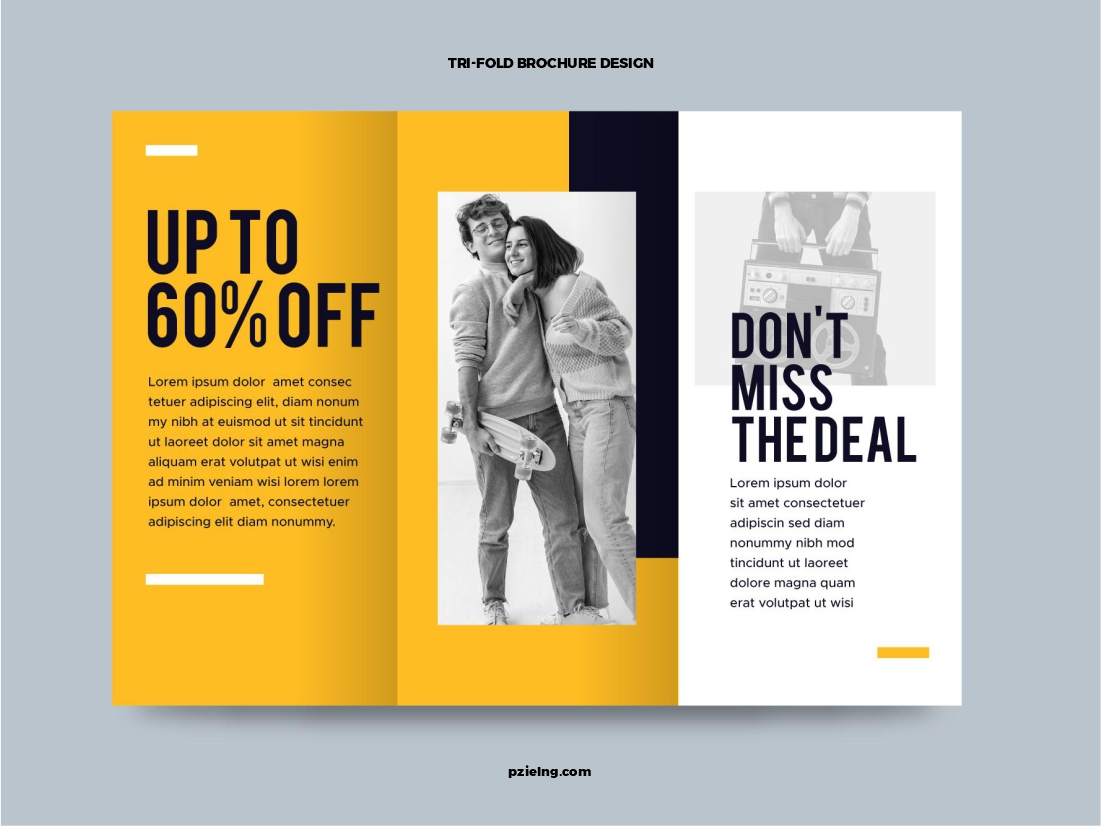 TRI-FOLD BROCHURE DESIGN
UP TO
60% OFF
Lorem ipsum dolor amet consec
tetuer adipiscing elit, diam nonum
my nibh at euismod ut sit tincidunt
ut laoreet dolor sit amet magna
aliquam erat volutpat ut wisi enim
ad minim veniam wisi lorem lorem
ipsum dolor amet, consectetuer
adipiscing elit diam nonummy.
DON'T
MISS
THE DEAL
Lorem ipsum dolor
sit amet consectetuer
adipiscin sed diam
nonummy nibh mod
tincidunt ut laoreet
dolore magna quam
erat volutpat ut wisi
pzielng.com